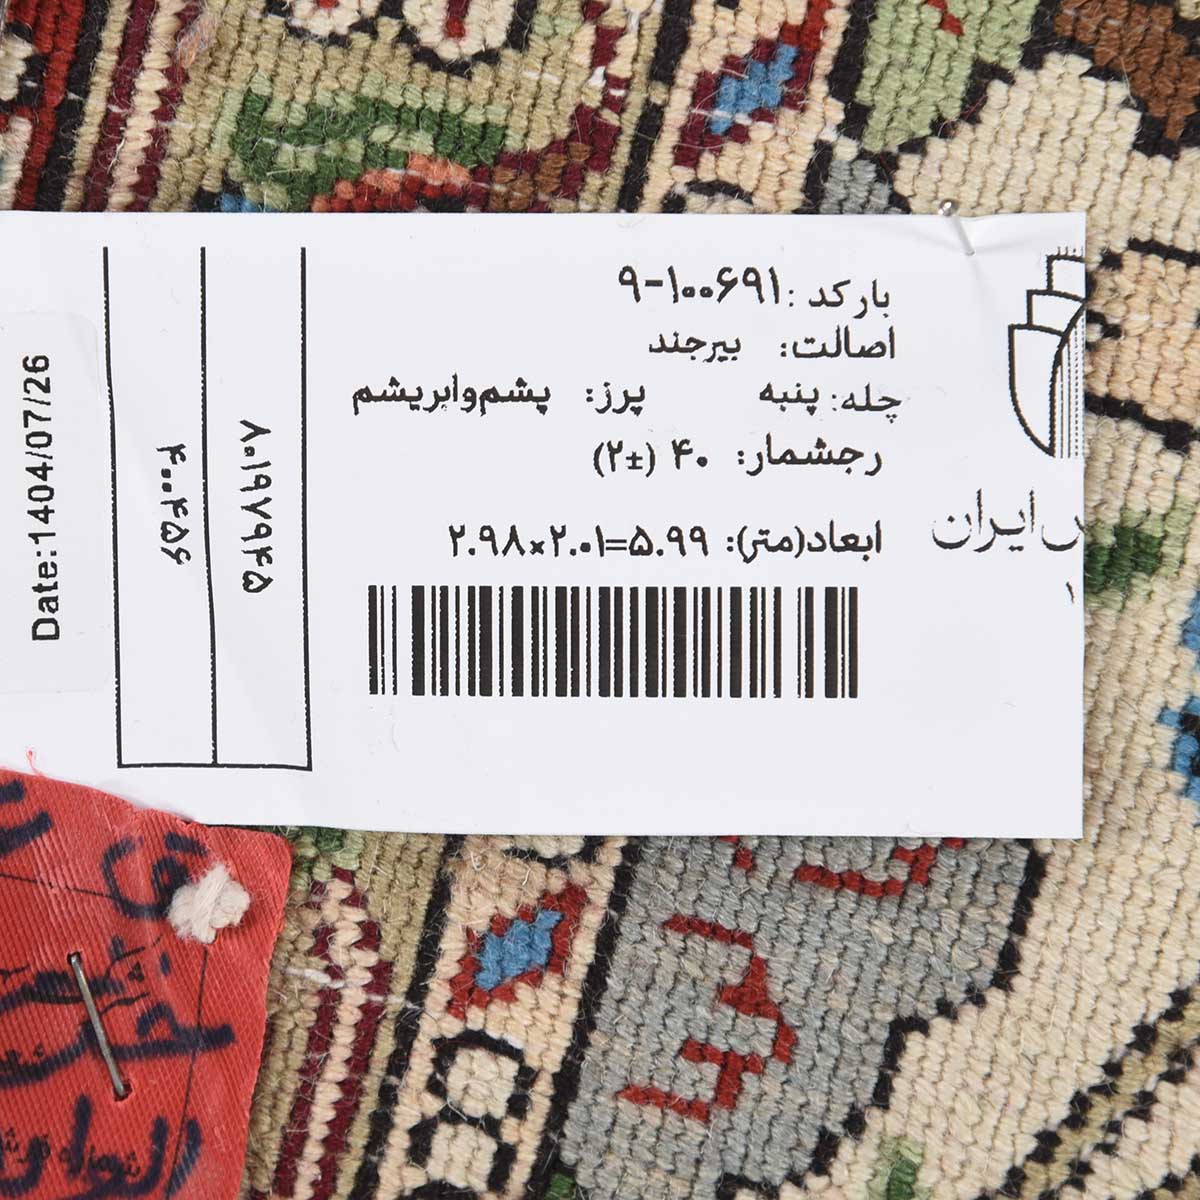 بارکد: ۹-۱۰۰۶۹۱
اصالت: بیرجند
چله: پنبه پرز: پشم‌وابریشم
رجشمار: ۴۰ (±۲)
ابعاد(متر): ۲.۹۸×۲.۰۱=۵.۹۹
ایران
۸۰۱۹۷۹۴۵
۴۰۰۴۵۶
Date:1404/07/26